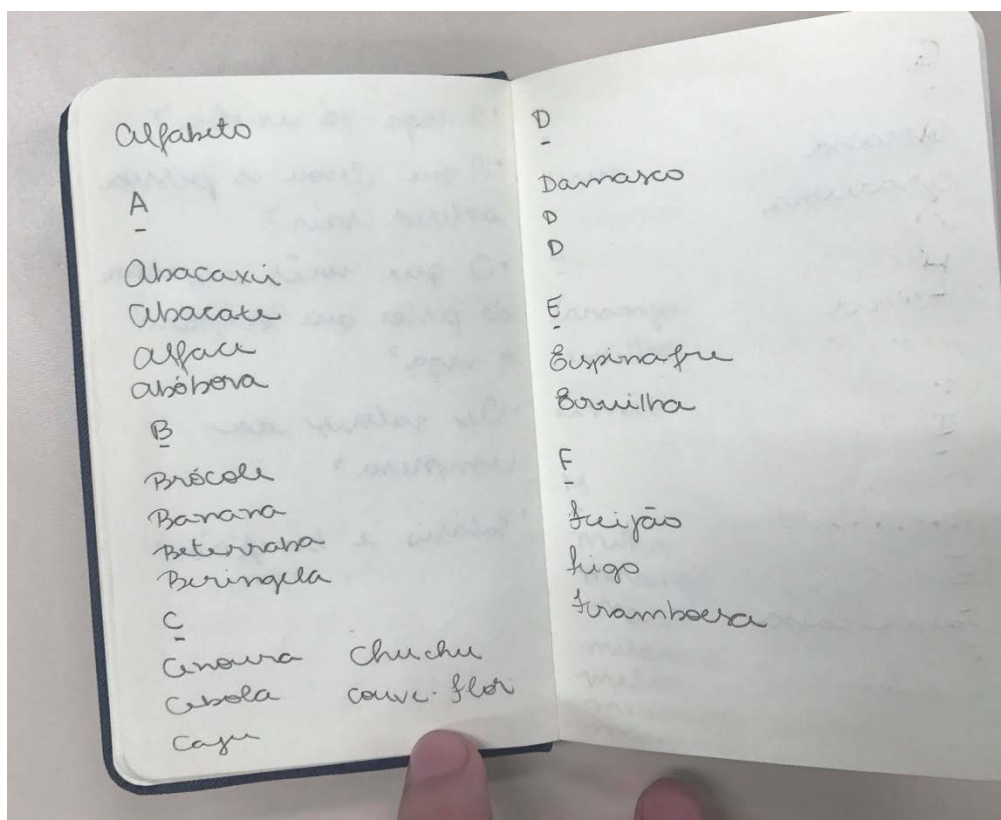 Alfabeto
A
Abacaxi
Abacate
Alface
Abóbora
B
Brócole
Banana
Beterraba
Beringela
C
Cenoura Chuchu
Cebola couve-flor
Caju
D
Damasco
D
D
E
Espinafre
Ervilha
F
Feijão
Figo
Framboesa